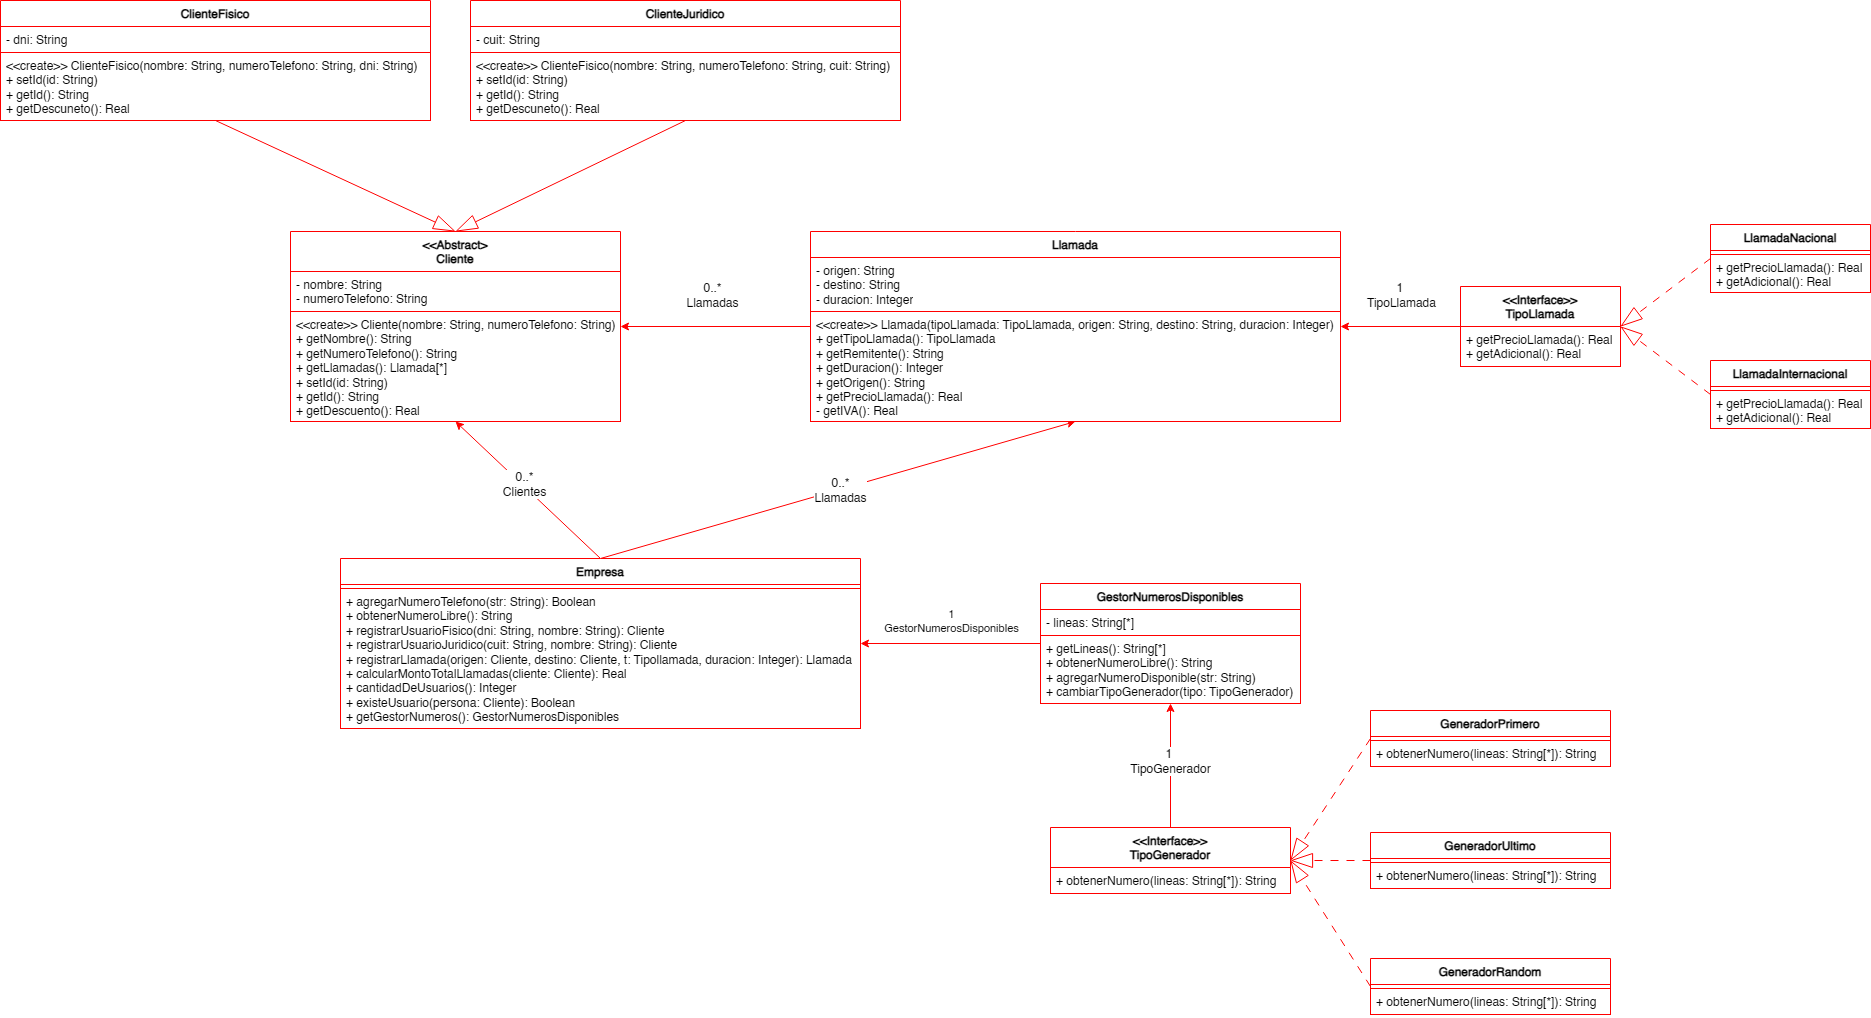 ClienteFisico
- dni: String
<<create>> ClienteFisico(nombre: String, numeroTelefono: String, dni: String)
+ setId(id: String)
+ getId(): String
+ getDescuneto(): Real
ClienteJuridico
- cuit: String
<<create>> ClienteFisico(nombre: String, numeroTelefono: String, cuit: String)
+ setId(id: String)
+ getId(): String
+ getDescuneto(): Real
<<Abstract>
Cliente
- nombre: String
- numeroTelefono: String
<<create>> Cliente(nombre: String, numeroTelefono: String)
+ getNombre(): String
+ getNumeroTelefono(): String
+ getLlamadas(): Llamada[*]
+ setId(id: String)
+ getId(): String
+ getDescuento(): Real
0..*
Llamadas
Llamada
- origen: String
- destino: String
- duracion: Integer
<<create>> Llamada(tipoLlamada: TipoLlamada, origen: String, destino: String, duracion: Integer)
+ getTipoLlamada(): TipoLlamada
+ getRemitente(): String
+ getDuracion(): Integer
+ getOrigen(): String
+ getPrecioLlamada(): Real
- getIVA(): Real
1
TipoLlamada
<<Interface>>
TipoLlamada
+ getPrecioLlamada(): Real
+ getAdicional(): Real
LlamadaNacional
+ getPrecioLlamada(): Real
+ getAdicional(): Real
LlamadaInternacional
+ getPrecioLlamada(): Real
+ getAdicional(): Real
0..*
Clientes
0..*
Llamadas
Empresa
+ agregarNumeroTelefono(str: String): Boolean
+ obtenerNumeroLibre(): String
+ registrarUsuarioFisico(dni: String, nombre: String): Cliente
+ registrarUsuarioJuridico(cuit: String, nombre: String): Cliente
+ registrarLlamada(origen: Cliente, destino: Cliente, t: Tipollamada, duracion: Integer): Llamada
+ calcularMontoTotalLlamadas(cliente: Cliente): Real
+ cantidadDeUsuarios(): Integer
+ existeUsuario(persona: Cliente): Boolean
+ getGestorNumeros(): GestorNumerosDisponibles
1
GestorNumerosDisponibles
GestorNumerosDisponibles
- lineas: String[*]
+ getLineas(): String[*]
+ obtenerNumeroLibre(): String
+ agregarNumeroDisponible(str: String)
+ cambiarTipoGenerador(tipo: TipoGenerador)
1
TipoGenerador
<<Interface>>
TipoGenerador
+ obtenerNumero(lineas: String[*]): String
GeneradorPrimero
+ obtenerNumero(lineas: String[*]): String
GeneradorUltimo
+ obtenerNumero(lineas: String[*]): String
GeneradorRandom
+ obtenerNumero(lineas: String[*]): String